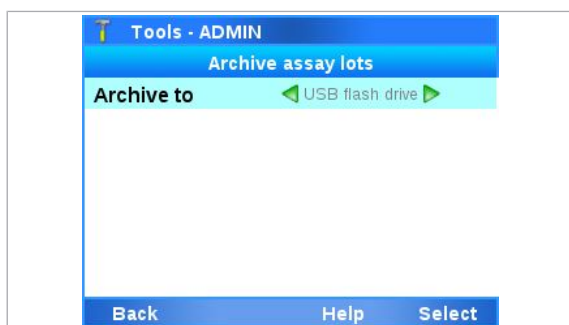 Tools - ADMIN
Archive assay lots
Archive to USB flash drive
Back Help Select